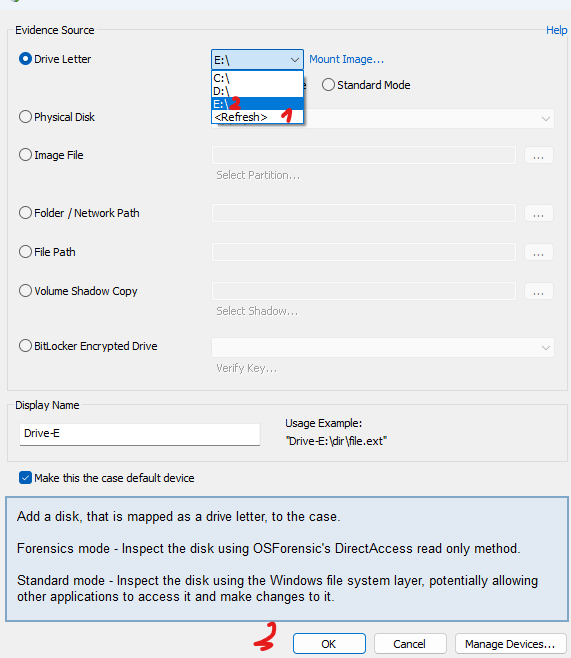 Evidence Source
Help
Drive Letter
E:\
Mount Image...
C:\
D:\
E:\ 2
<Refresh> 1
Standard Mode
Physical Disk
Image File
...
Select Partition...
Folder / Network Path
...
File Path
...
Volume Shadow Copy
...
Select Shadow...
BitLocker Encrypted Drive
Verify Key...
Display Name
Drive-E
Usage Example:
"Drive-E:\dir\file.ext"
Make this the case default device
Add a disk, that is mapped as a drive letter, to the case.
Forensics mode - Inspect the disk using OSForensic's DirectAccess read only method.
Standard mode - Inspect the disk using the Windows file system layer, potentially allowing
other applications to access it and make changes to it.
3 OK Cancel Manage Devices...